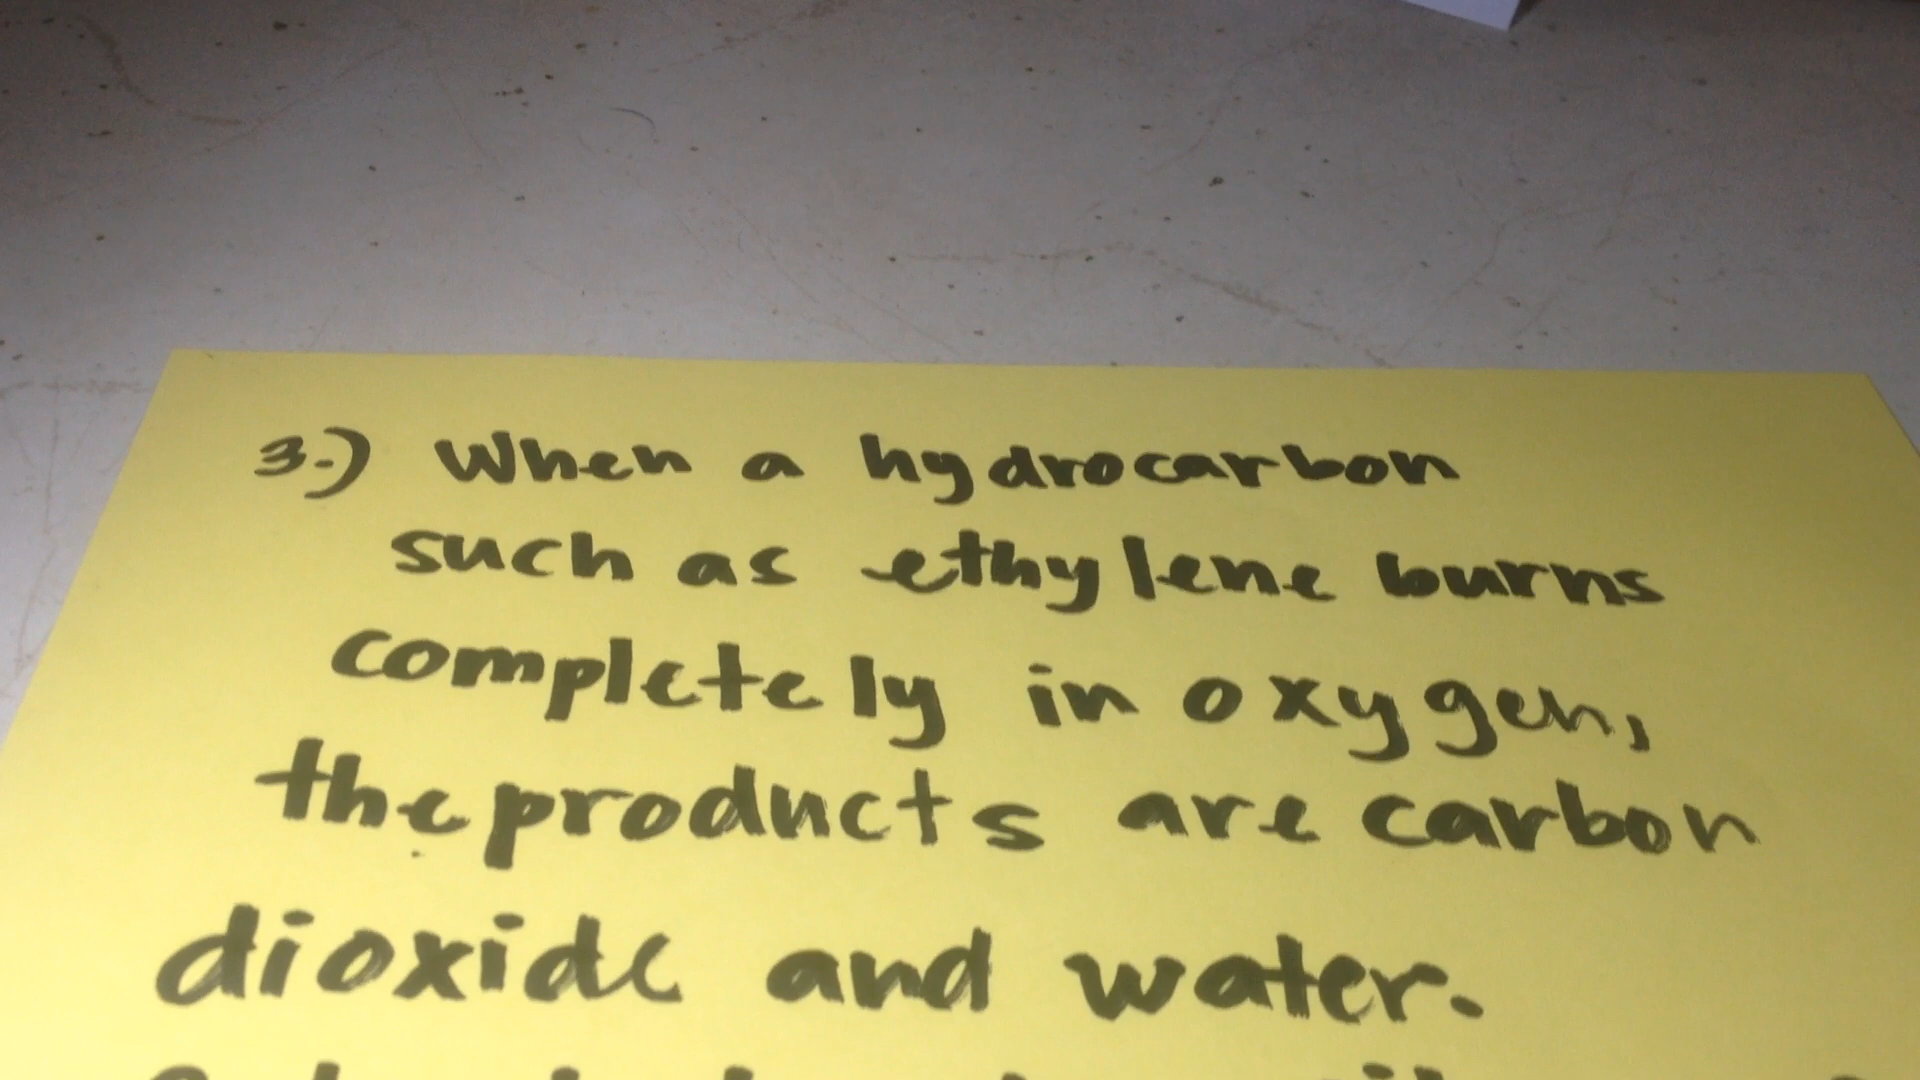 3.) When a hydrocarbon
such as ethylene burns
completely in oxygen,
the products are carbon
dioxide and water.